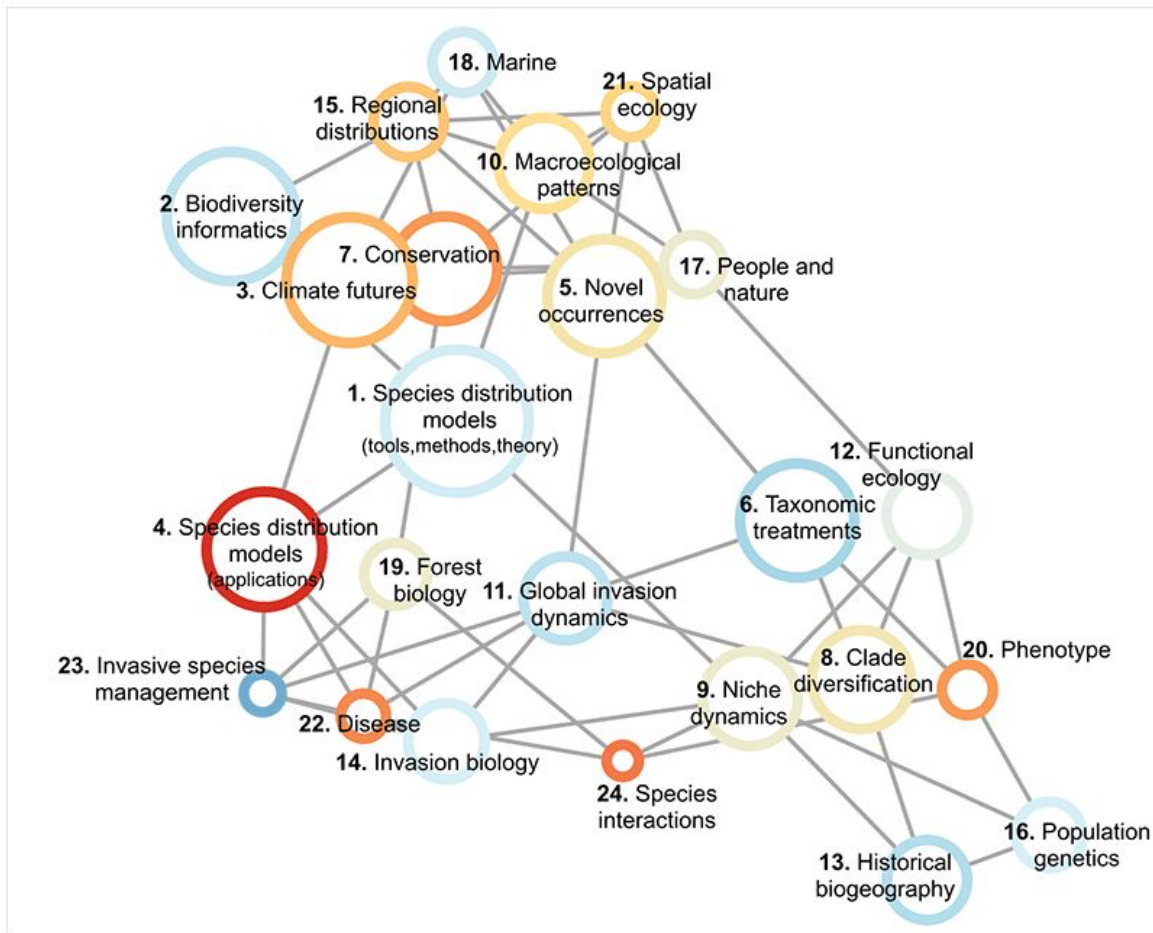 18. Marine
21. Spatial
ecology
15. Regional
distributions
10. Macroecological
patterns
2. Biodiversity
informatics
7. Conservation
3. Climate futures
17. People and
nature
5. Novel
occurrences
1. Species distribution
models
(tools,methods,theory)
12. Functional
ecology
6. Taxonomic
treatments
4. Species distribution
models
(applications)
19. Forest
biology
11. Global invasion
dynamics
23. Invasive species
management
8. Clade
diversification
20. Phenotype
9. Niche
dynamics
22. Disease
14. Invasion biology
24. Species
interactions
16. Population
genetics
13. Historical
biogeography